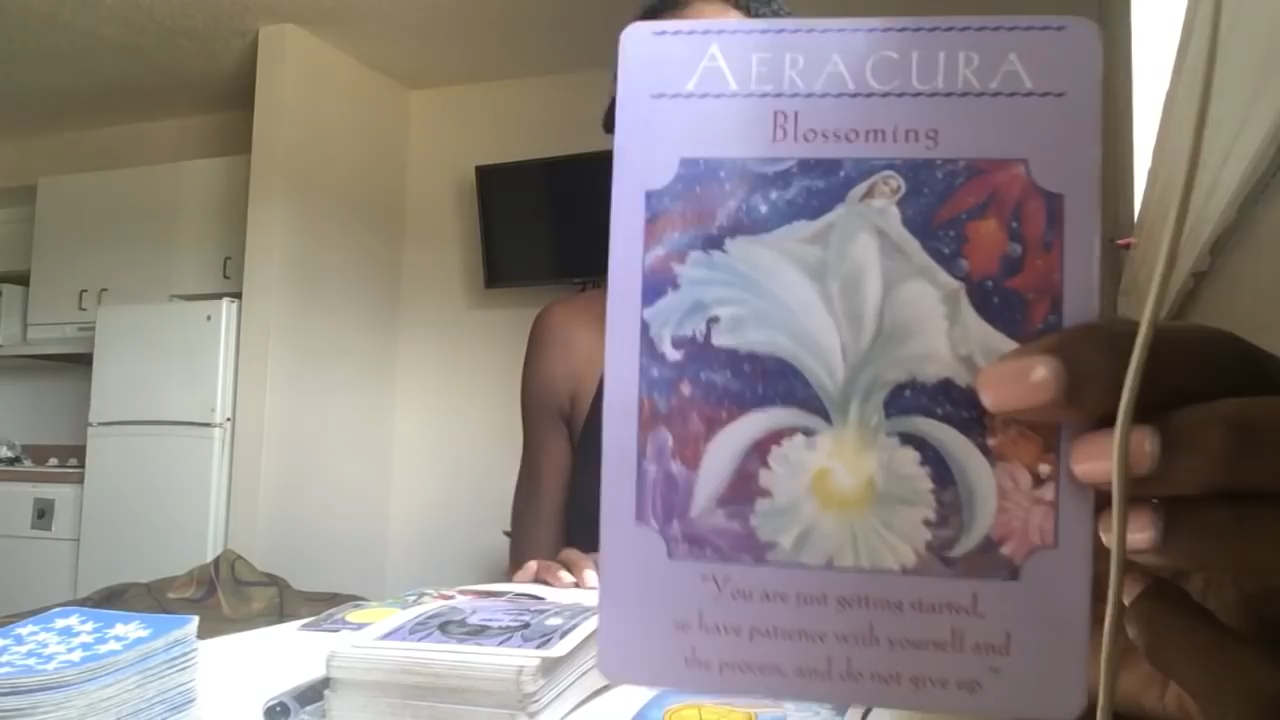 AERACURA
Blossoming
"You are just getting started,
so have patience with yourself and
the process, and do not give up."